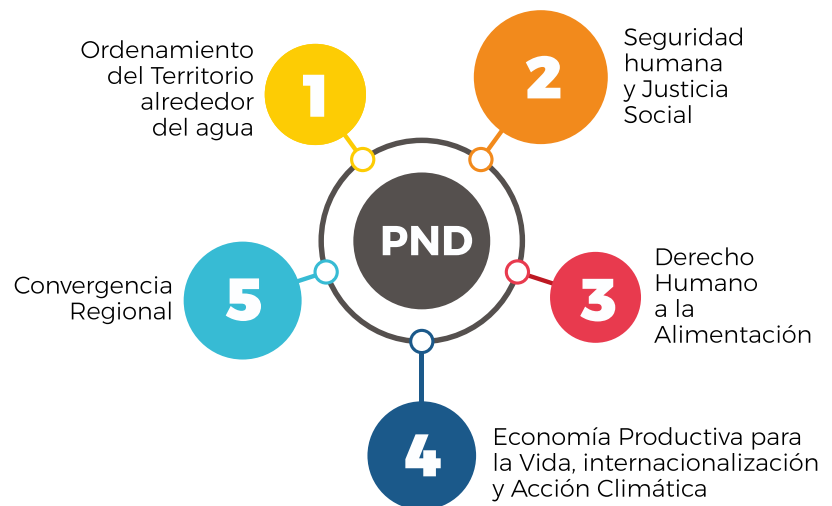 Ordenamiento
del Territorio
alrededor
del agua
1
2
Seguridad
humana
y Justicia
Social
PND
3
Derecho
Humano
a la
Alimentación
4
Economía Productiva para
la Vida, internacionalización
y Acción Climática
5
Convergencia
Regional